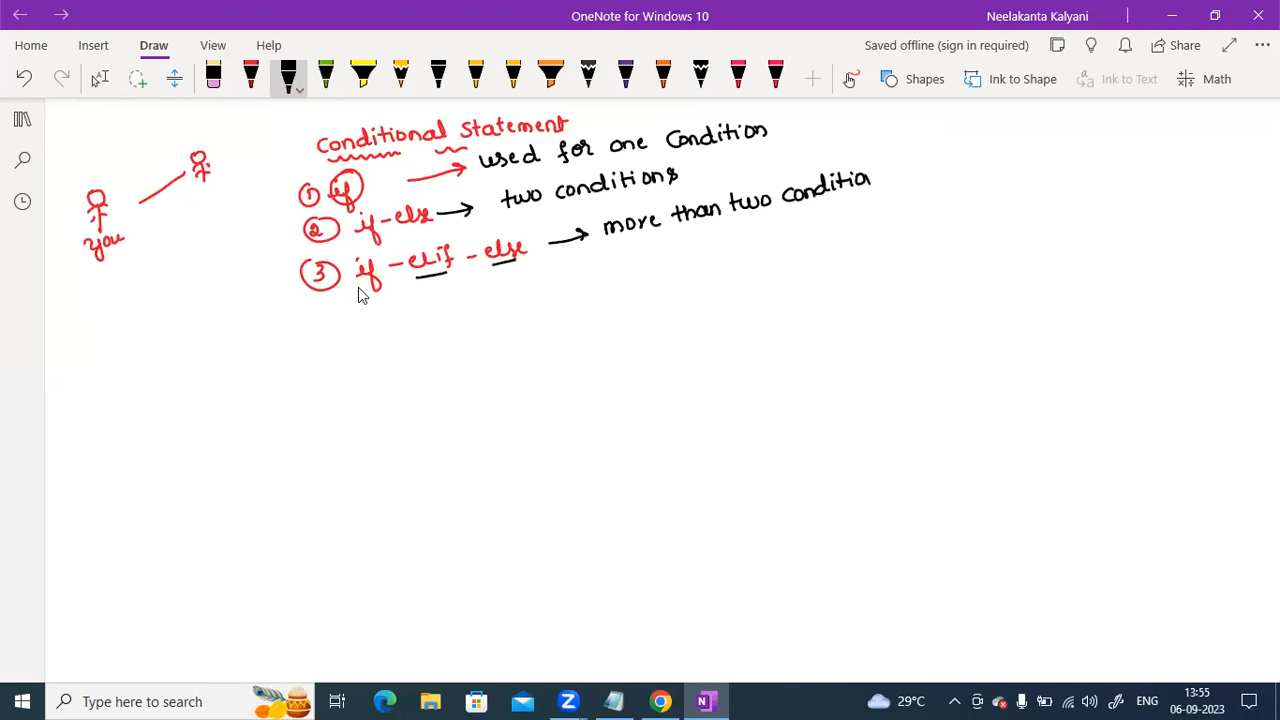 OneNote for Windows 10
Neelakanta Kalyani
Home Insert Draw View Help
Saved offline (sign in required)
Share
Shapes
Ink to Shape
Ink to Text
Math
Conditional Statement
① if → used for one Condition
② if-else → two conditions
③ if - elif - else → more than two conditio
You
Type here to search
29°C
ENG
13:55
06-09-2023